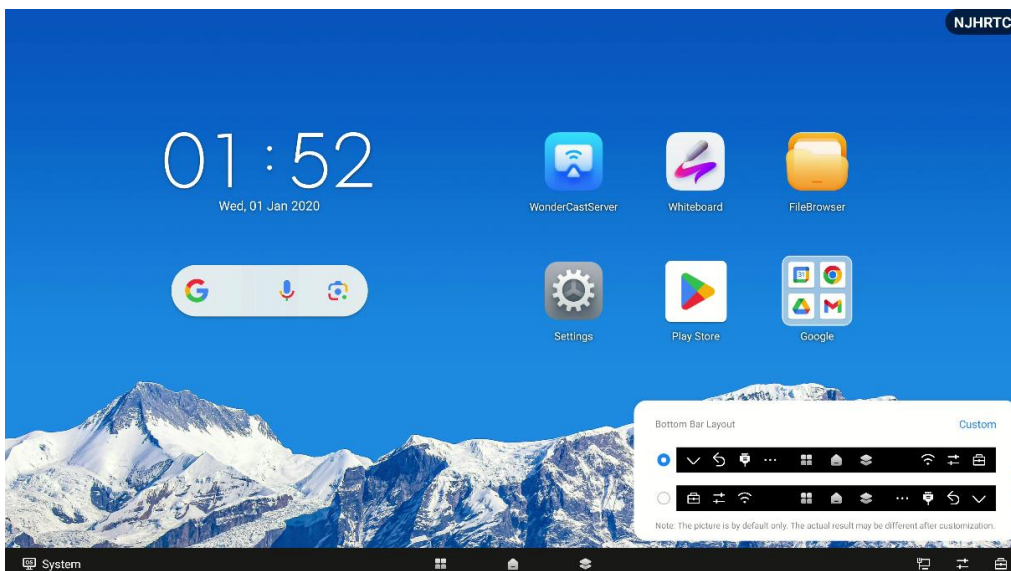 NJHRTC
01:52
Wed, 01 Jan 2020
WonderCastServer
Whiteboard
FileBrowser
Settings
Play Store
31
Google
Bottom Bar Layout
Custom
Note: The picture is by default only. The actual result may be different after customization.
System